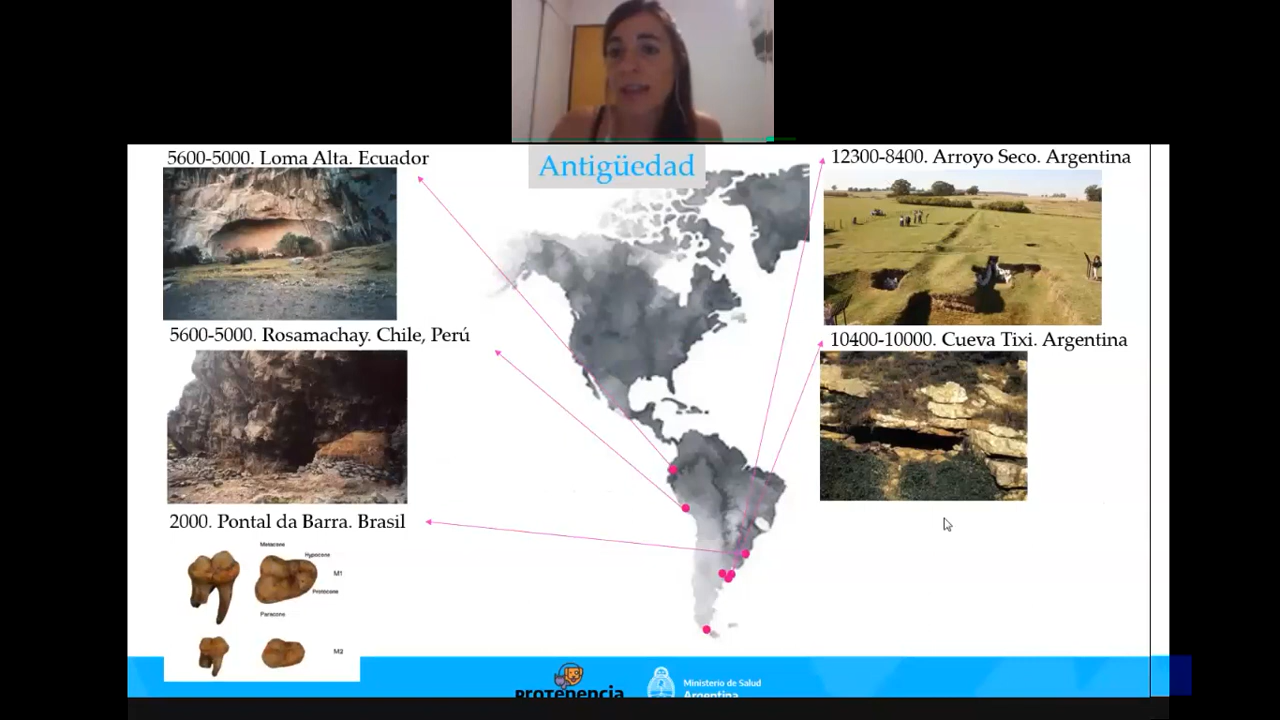 Antigüedad
5600-5000. Loma Alta. Ecuador
12300-8400. Arroyo Seco. Argentina
5600-5000. Rosamachay. Chile, Perú
10400-10000. Cueva Tixi. Argentina
2000. Pontal da Barra. Brasil
Metacone
Hypocone
M1
Protocone
Paracone
M2
PROTENENCIA
Ministerio de Salud
Argentina